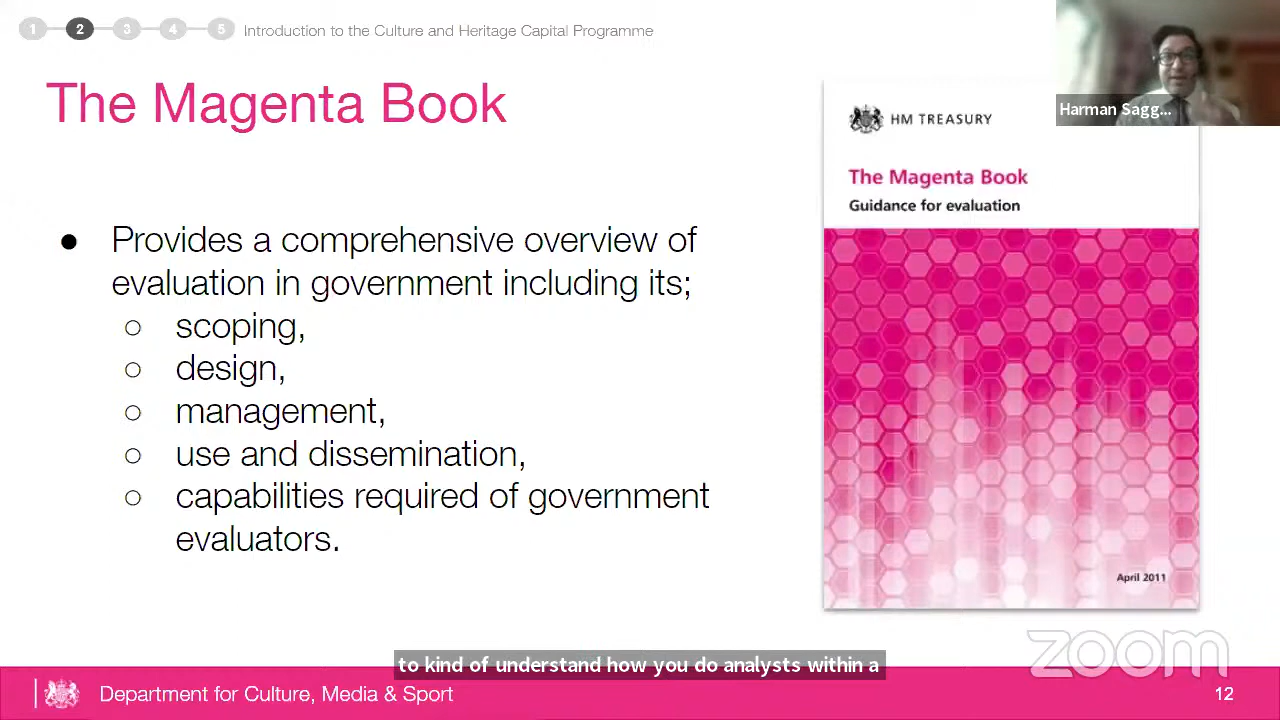 1 2 3 4 5 Introduction to the Culture and Heritage Capital Programme
The Magenta Book
● Provides a comprehensive overview of
evaluation in government including its;
○ scoping,
○ design,
○ management,
○ use and dissemination,
○ capabilities required of government
evaluators.
HM TREASURY
The Magenta Book
Guidance for evaluation
April 2011
Harman Sagg...
zoom
to kind of understand how you do analysts within a
Department for Culture, Media & Sport
12